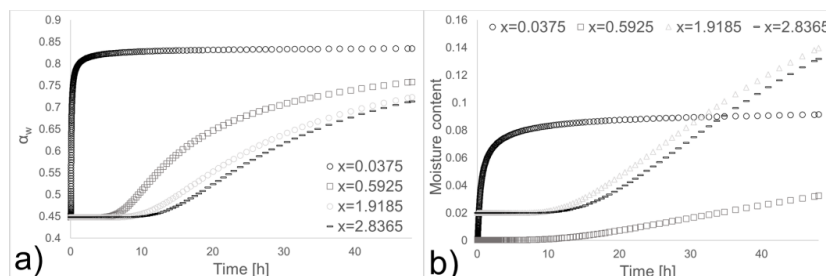 0.9
0.85
0.8
0.75
0.7
0.65
0.6
0.55
0.5
0.45
0.4
αw
0
10
20
30
40
Time [h]
x=0.0375
x=0.5925
x=1.9185
x=2.8365
a)
x=0.0375 x=0.5925 x=1.9185 x=2.8365
0.16
0.14
0.12
0.1
0.08
0.06
0.04
0.02
0
Moisture content
0
10
20
30
40
Time [h]
b)